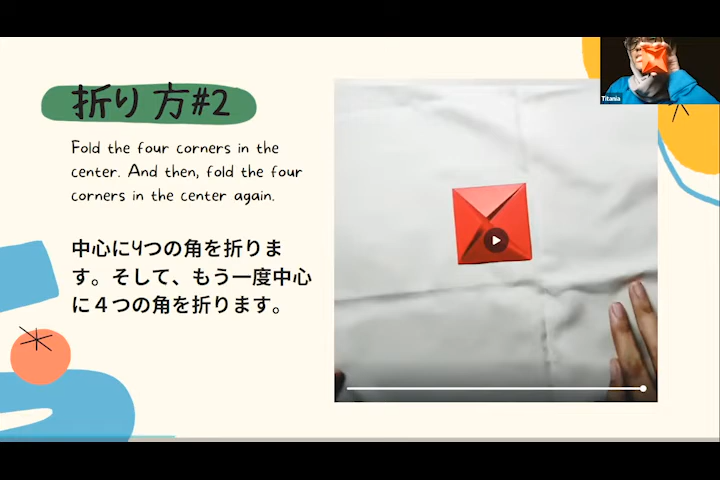 折り方#2
Fold the four corners in the
center. And then, fold the four
corners in the center again.
中心に4つの角を折りま
す。そして、もう一度中心
に４つの角を折ります。
Titania